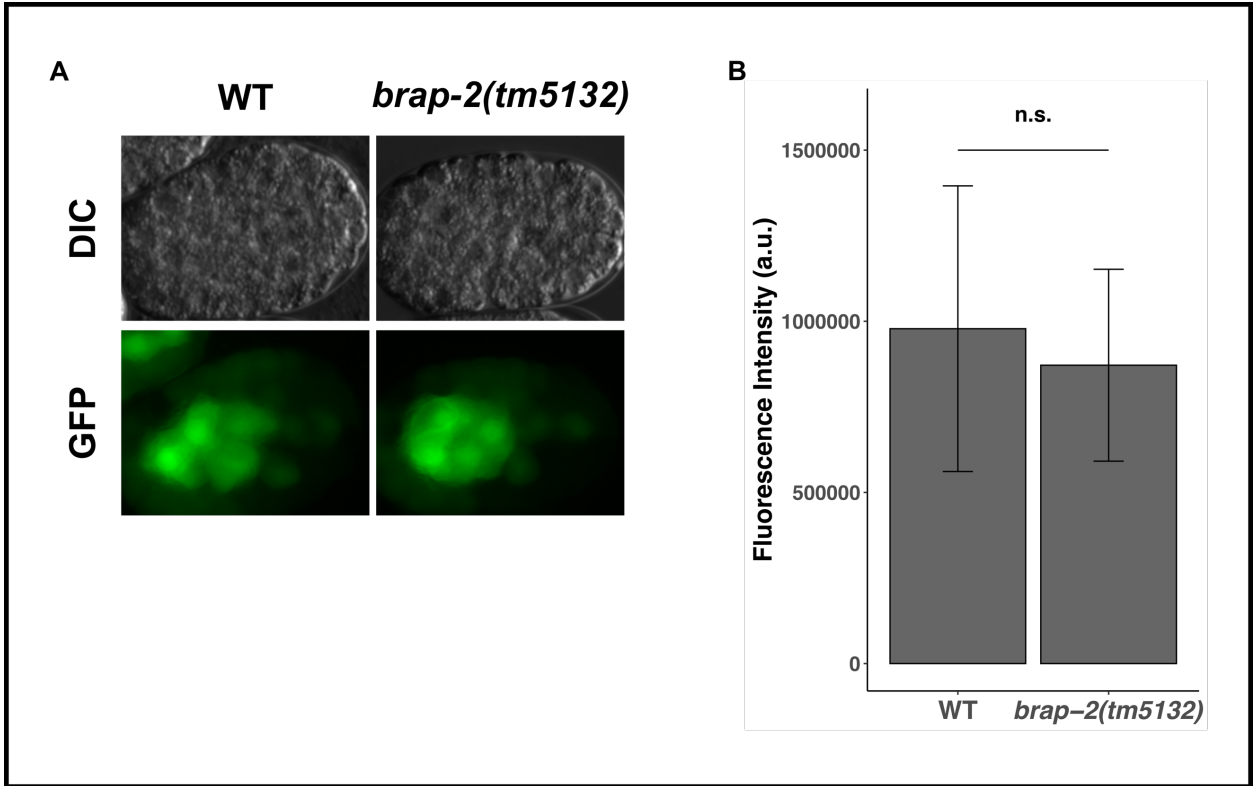 A
WT
brap-2(tm5132)
DIC
GFP
B
n.s.
Fluorescence Intensity (a.u.)
1500000
1000000
500000
0
WT
brap−2(tm5132)